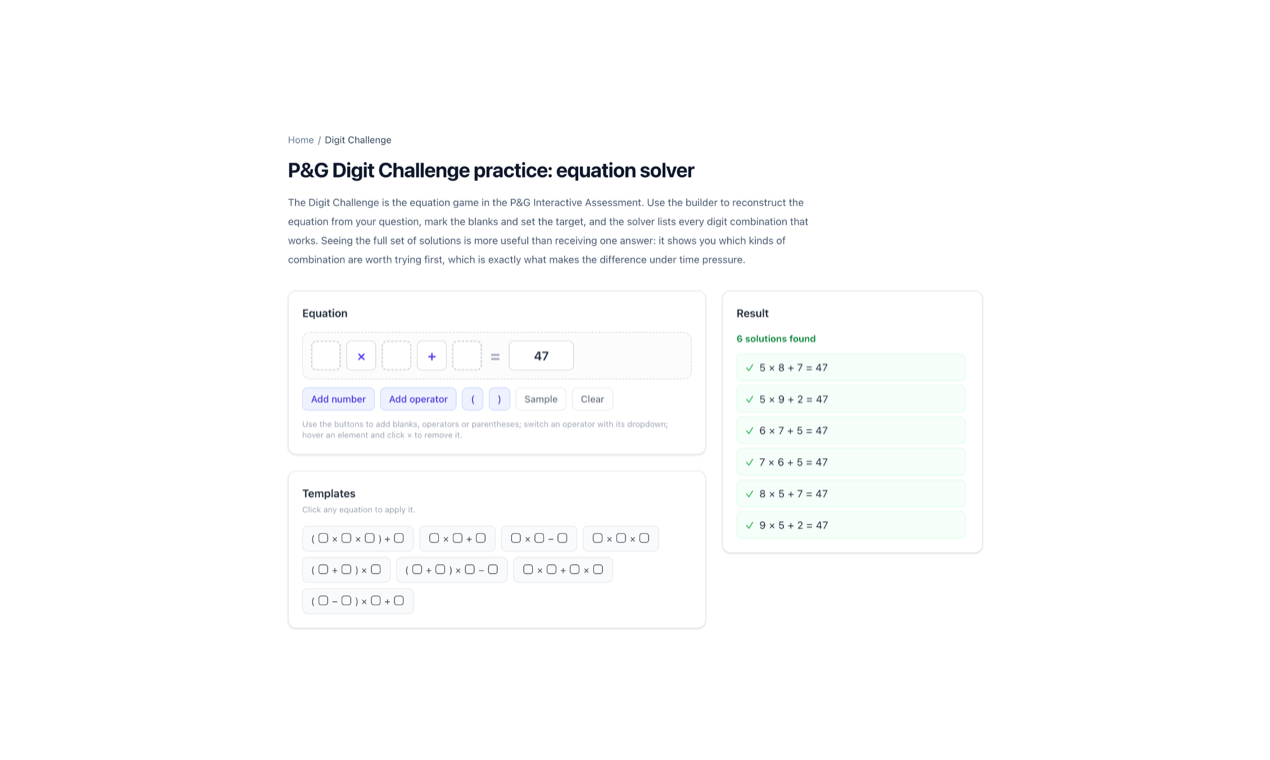 Home / Digit Challenge
P&G Digit Challenge practice: equation solver
The Digit Challenge is the equation game in the P&G Interactive Assessment. Use the builder to reconstruct the
equation from your question, mark the blanks and set the target, and the solver lists every digit combination that
works. Seeing the full set of solutions is more useful than receiving one answer: it shows you which kinds of
combination are worth trying first, which is exactly what makes the difference under time pressure.
Equation
× + = 47
Add number Add operator ( ) Sample Clear
Use the buttons to add blanks, operators or parentheses; switch an operator with its dropdown;
hover an element and click × to remove it.
Templates
Click any equation to apply it.
( ▢ × ▢ × ▢ ) + ▢ ▢ × ▢ + ▢ ▢ × ▢ − ▢ ▢ × ▢ × ▢
( ▢ + ▢ ) × ▢ ( ▢ + ▢ ) × ▢ − ▢ ▢ × ▢ + ▢ × ▢
( ▢ − ▢ ) × ▢ + ▢
Result
6 solutions found
✓ 5 × 8 + 7 = 47
✓ 5 × 9 + 2 = 47
✓ 6 × 7 + 5 = 47
✓ 7 × 6 + 5 = 47
✓ 8 × 5 + 7 = 47
✓ 9 × 5 + 2 = 47